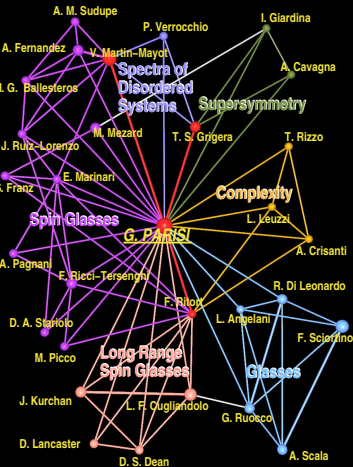 A. M. Sudupe
I. Giardina
P. Verrocchio
A. Fernandez
V. Martin-Mayot
Spectra of
Disordered
Systems
A. Cavagna
G. Ballesteros
Supersymmetry
M. Mezard
T. S. Grigera
T. Rizzo
J. Ruiz-Lorenzo
E. Marinari
Franz
Complexity
Spin Glasses
L. Leuzzi
G. PARISI
A. Crisanti
A. Pagnani
F. Ricci-Tersenghi
R. Di Leonardo
F. Ritort
L. Angelani
D. A. Stariolo
F. Sciortino
M. Picco
Long Range
Spin Glasses
Glasses
J. Kurchan
L. F. Cugliandolo
G. Ruocco
D. Lancaster
A. Scala
D. S. Dean